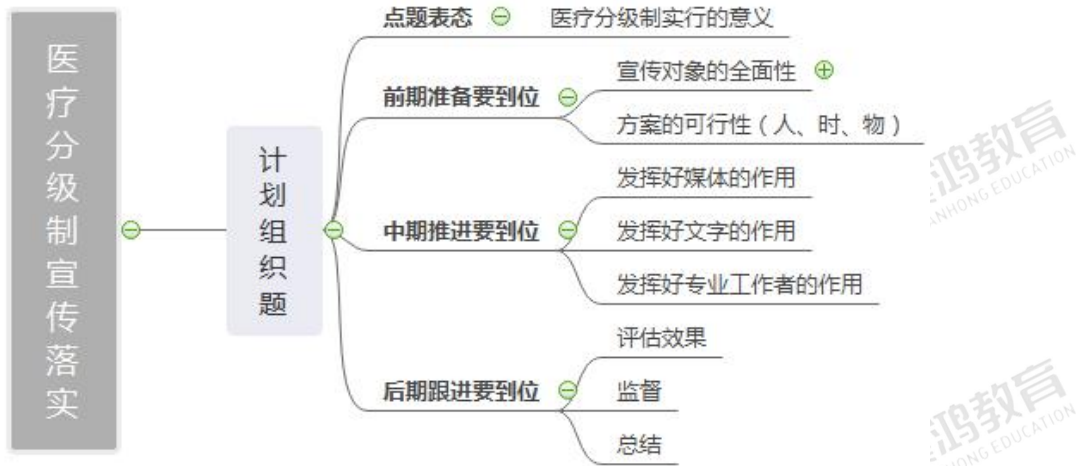 医疗分级制宣传落实
计划组织题
点题表态
医疗分级制实行的意义
前期准备要到位
宣传对象的全面性
方案的可行性（人、时、物）
中期推进要到位
发挥好媒体的作用
发挥好文字的作用
发挥好专业工作者的作用
后期跟进要到位
评估效果
监督
总结
鸿教育
ANHONG EDUCATION
鸿教育
ONG EDUCATION